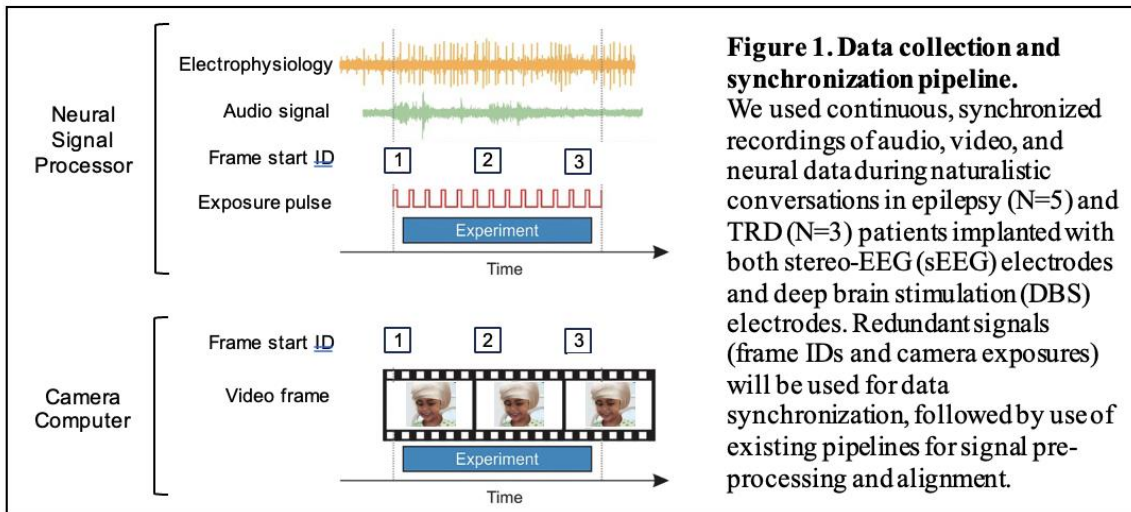 Neural
Signal
Processor
Electrophysiology
Audio signal
Frame start ID
1 2 3
Exposure pulse
Experiment
Time
Camera
Computer
Frame start ID
1 2 3
Video frame
Experiment
Time
Figure 1. Data collection and
synchronization pipeline.
We used continuous, synchronized
recordings of audio, video, and
neural data during naturalistic
conversations in epilepsy (N=5) and
TRD (N=3) patients implanted with
both stereo-EEG (sEEG) electrodes
and deep brain stimulation (DBS)
electrodes. Redundant signals
(frame IDs and camera exposures)
will be used for data
synchronization, followed by use of
existing pipelines for signal pre-
processing and alignment.